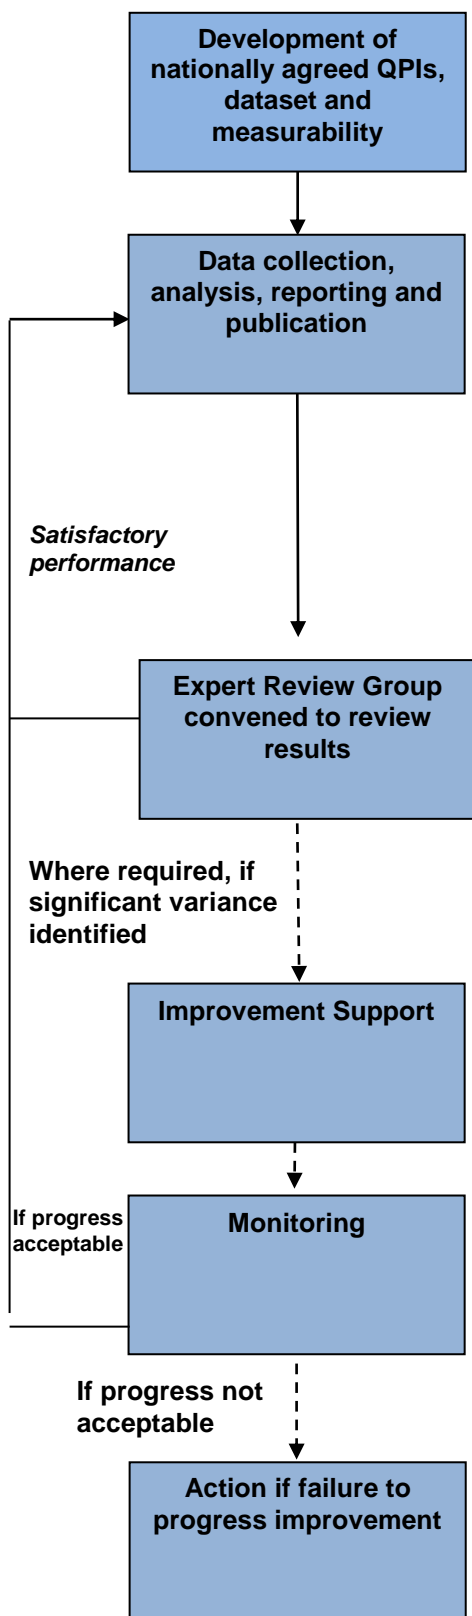 Development of
nationally agreed QPIs,
dataset and
measurability
Data collection,
analysis, reporting and
publication
Satisfactory
performance
Expert Review Group
convened to review
results
Where required, if
significant variance
identified
Improvement Support
If progress
acceptable
Monitoring
If progress not
acceptable
Action if failure to
progress improvement